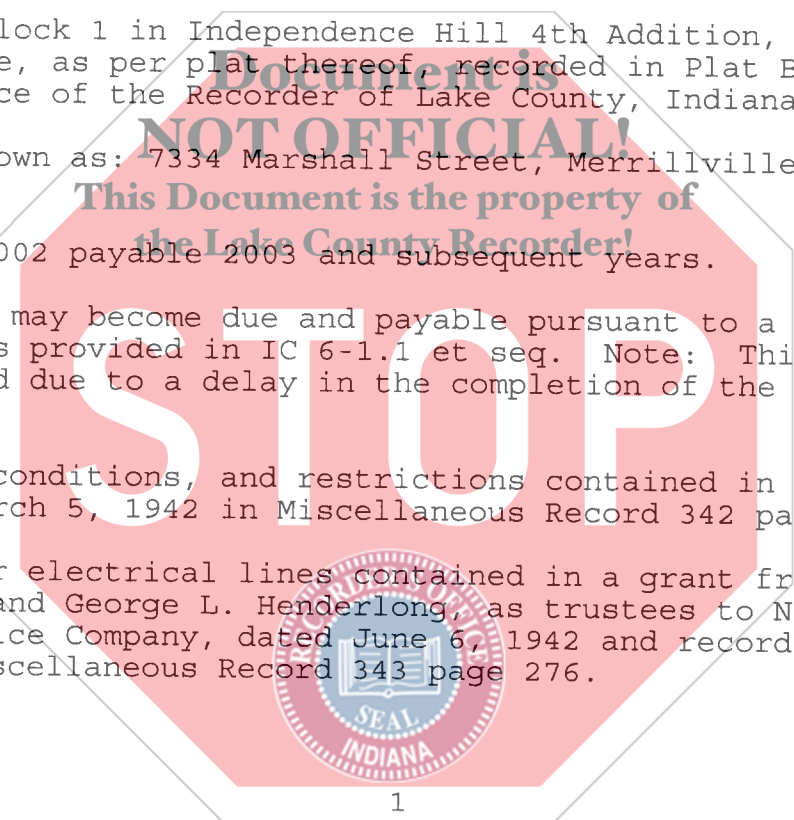 lock 1 in Independence Hill 4th Addition,
e, as per plat thereof, recorded in Plat B
ce of the Recorder of Lake County, Indiana
own as: 7334 Marshall Street, Merrillville
002 payable 2003 and subsequent years.
may become due and payable pursuant to a
s provided in IC 6-1.1 et seq. Note: Thi
d due to a delay in the completion of the
conditions, and restrictions contained in
rch 5, 1942 in Miscellaneous Record 342 pa
r electrical lines contained in a grant fr
and George L. Henderlong, as trustees to N
ice Company, dated June 6, 1942 and record
scellaneous Record 343 page 276.
1
Document is
NOT OFFICIAL!
This Document is the property of
the Lake County Recorder!
STOP
RECORDERS OFFICE
SEAL
INDIANA